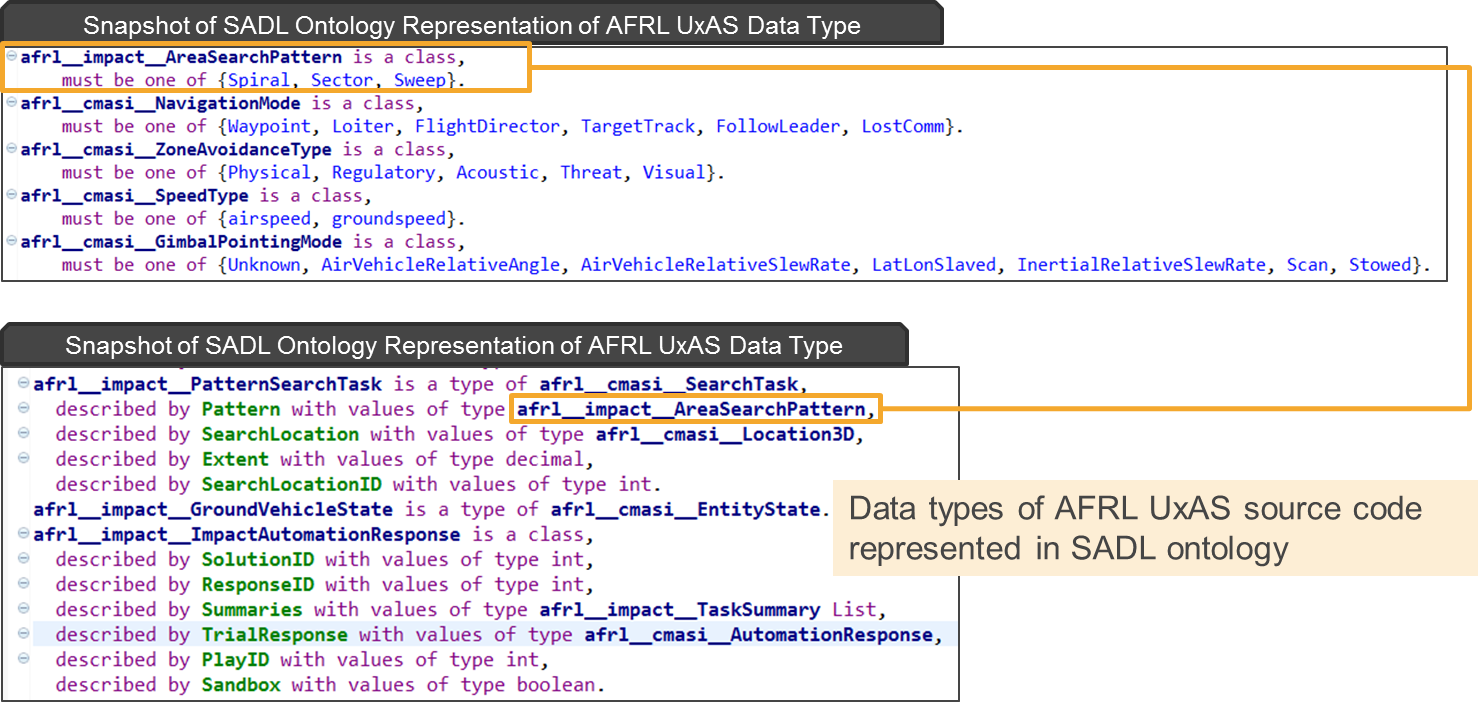 Snapshot of SADL Ontology Representation of AFRL UxAS Data Type
afrl__impact__AreaSearchPattern is a class,
must be one of {Spiral, Sector, Sweep}.
afrl__cmasi__NavigationMode is a class,
must be one of {Waypoint, Loiter, FlightDirector, TargetTrack, FollowLeader, LostComm}.
afrl__cmasi__ZoneAvoidanceType is a class,
must be one of {Physical, Regulatory, Acoustic, Threat, Visual}.
afrl__cmasi__SpeedType is a class,
must be one of {airspeed, groundspeed}.
afrl__cmasi__GimbalPointingMode is a class,
must be one of {Unknown, AirVehicleRelativeAngle, AirVehicleRelativeSlewRate, LatLonSlaved, InertialRelativeSlewRate, Scan, Stowed}.
Snapshot of SADL Ontology Representation of AFRL UxAS Data Type
afrl__impact__PatternSearchTask is a type of afrl__cmasi__SearchTask,
described by Pattern with values of type afrl__impact__AreaSearchPattern,
described by SearchLocation with values of type afrl__cmasi__Location3D,
described by Extent with values of type decimal,
described by SearchLocationID with values of type int.
afrl__impact__GroundVehicleState is a type of afrl__cmasi__EntityState.
afrl__impact__ImpactAutomationResponse is a class,
described by SolutionID with values of type int,
described by ResponseID with values of type int,
described by Summaries with values of type afrl__impact__TaskSummary List,
described by TrialResponse with values of type afrl__cmasi__AutomationResponse,
described by PlayID with values of type int,
described by Sandbox with values of type boolean.
Data types of AFRL UxAS source code
represented in SADL ontology